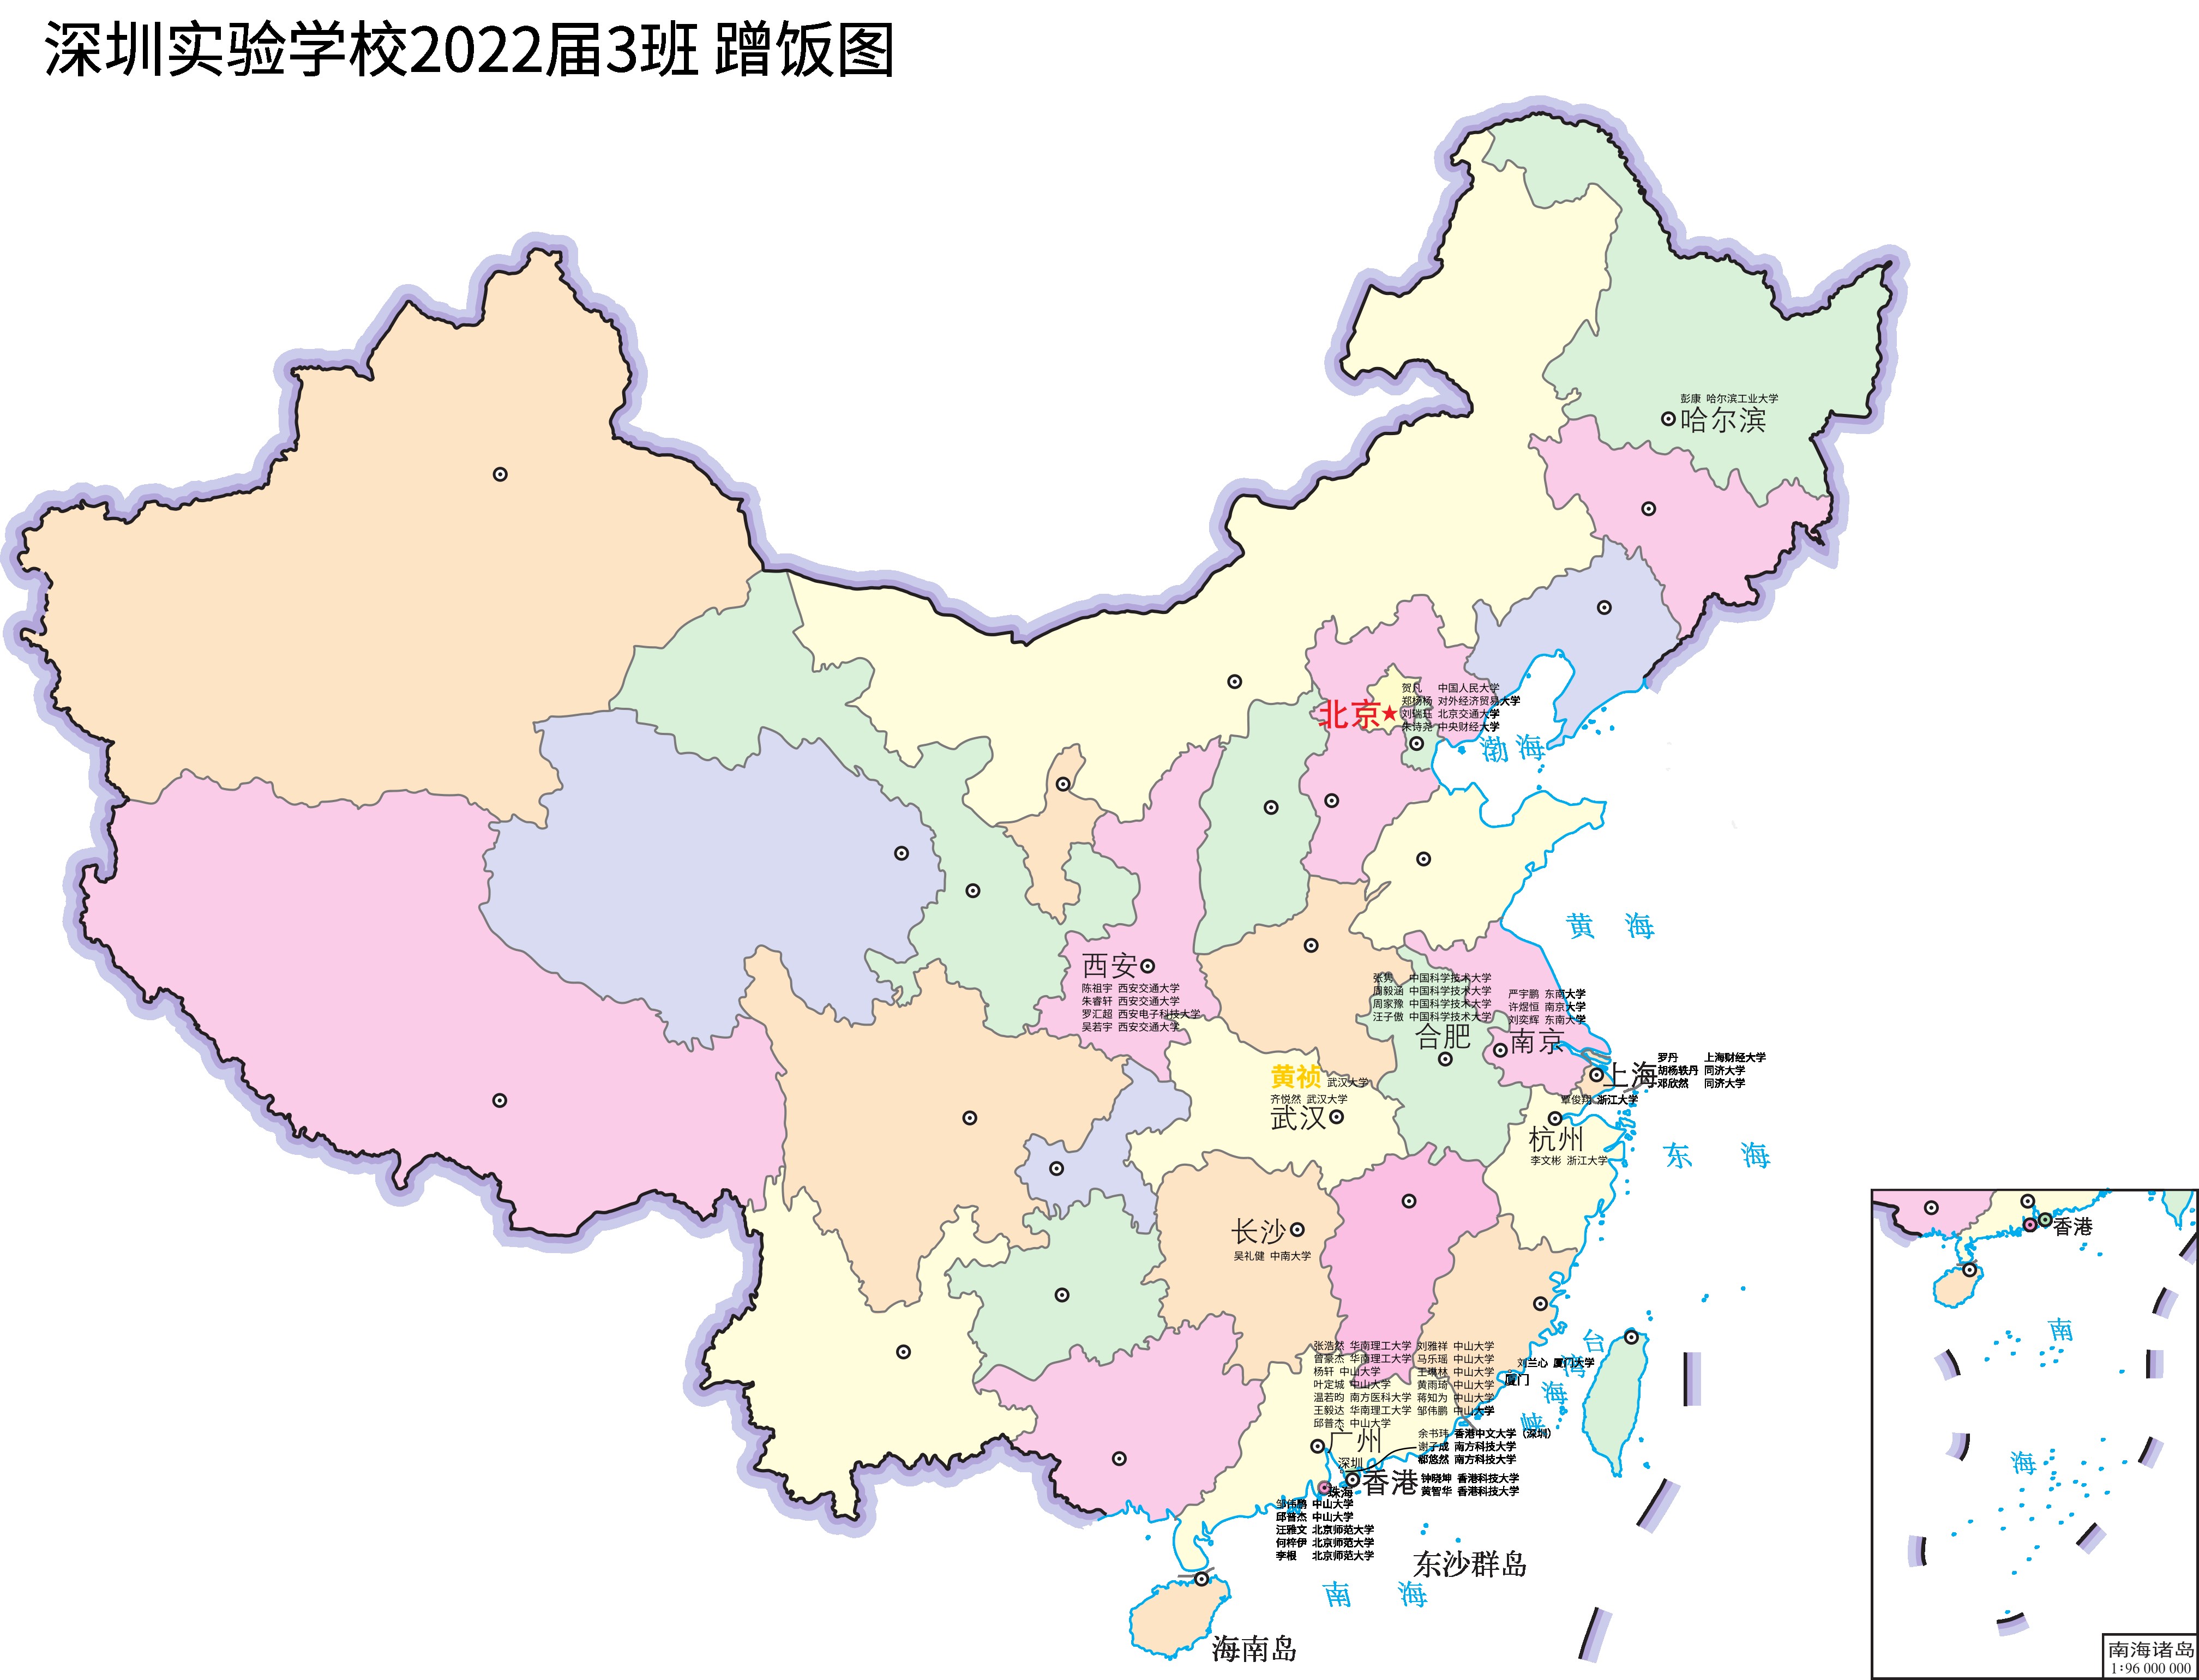 深圳实验学校2022届3班 蹭饭图
彭康 哈尔滨工业大学
哈尔滨
贺凡 中国人民大学
郑杨杨 对外经济贸易大学
刘瑞珏 北京交通大学
朱诗尧 中央财经大学
北京
渤海
黄 海
西安
陈祖宇 西安交通大学
朱睿轩 西安交通大学
罗汇超 西安电子科技大学
吴若宇 西安交通大学
张隽 中国科学技术大学
周毅涵 中国科学技术大学
周家豫 中国科学技术大学
汪子傲 中国科学技术大学
合肥
严宇鹏 东南大学
许煜恒 南京大学
刘奕辉 东南大学
南京
上海
罗丹 上海财经大学
胡杨轶丹 同济大学
邓欣然 同济大学
黄祯 武汉大学
齐悦然 武汉大学
武汉
覃俊翔 浙江大学
杭州
李文彬 浙江大学
东 海
长沙
吴礼健 中南大学
张浩然 华南理工大学 刘雅祥 中山大学
曾豪杰 华南理工大学 马乐瑶 中山大学
杨轩 中山大学 王琳林 中山大学
叶定城 中山大学 黄雨琦 中山大学
温若昀 南方医科大学 蒋知为 中山大学
王毅达 华南理工大学 邹伟鹏 中山大学
邱普杰 中山大学
广州
刘兰心 厦门大学
厦门
台湾海峡
余书玮 香港中文大学（深圳）
谢子成 南方科技大学
郗悠然 南方科技大学
深圳
香港
钟晓坤 香港科技大学
黄智华 香港科技大学
珠海
邹伟鹏 中山大学
邱普杰 中山大学
汪雅文 北京师范大学
何梓伊 北京师范大学
李根 北京师范大学
东沙群岛
南 海
海南岛
香港
南
海
南海诸岛
1:96 000 000